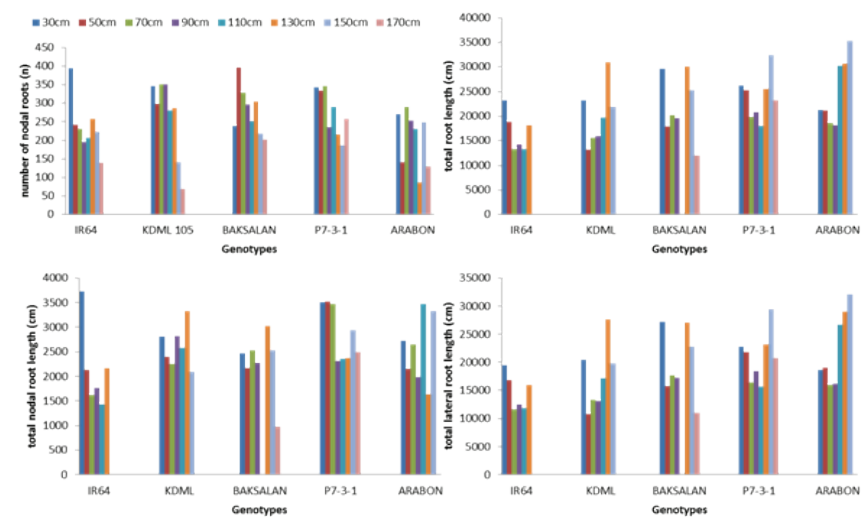 30cm 50cm 70cm 90cm 110cm 130cm 150cm 170cm
number of nodal roots (n)
450
400
350
300
250
200
150
100
50
0
IR64 KDML 105 BAKSALAN P7-3-1 ARABON
Genotypes
total root length (cm)
40000
35000
30000
25000
20000
15000
10000
5000
0
IR64 KDML BAKSALAN P7-3-1 ARABON
Genotypes
total nodal root length (cm)
4000
3500
3000
2500
2000
1500
1000
500
0
IR64 KDML BAKSALAN P7-3-1 ARABON
Genotypes
total lateral root length (cm)
35000
30000
25000
20000
15000
10000
5000
0
IR64 KDML BAKSALAN P7-3-1 ARABON
Genotypes